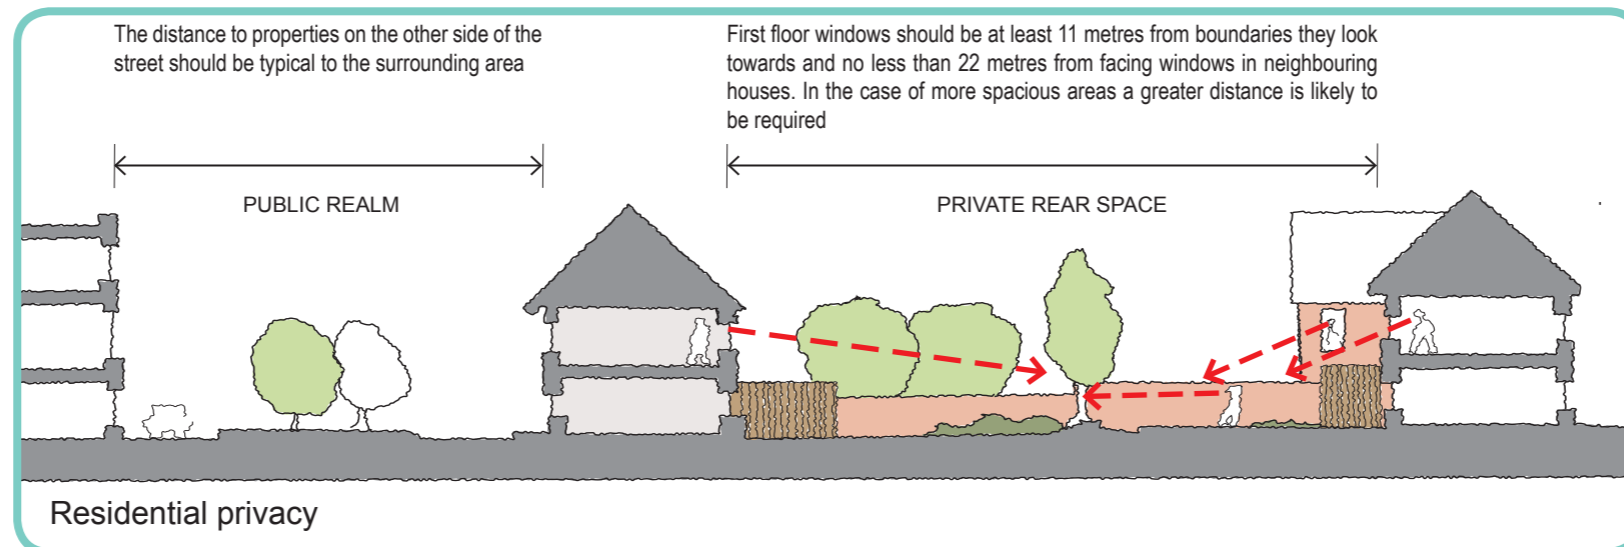 The distance to properties on the other side of the
street should be typical to the surrounding area
First floor windows should be at least 11 metres from boundaries they look
towards and no less than 22 metres from facing windows in neighbouring
houses. In the case of more spacious areas a greater distance is likely to
be required
PUBLIC REALM
PRIVATE REAR SPACE
Residential privacy